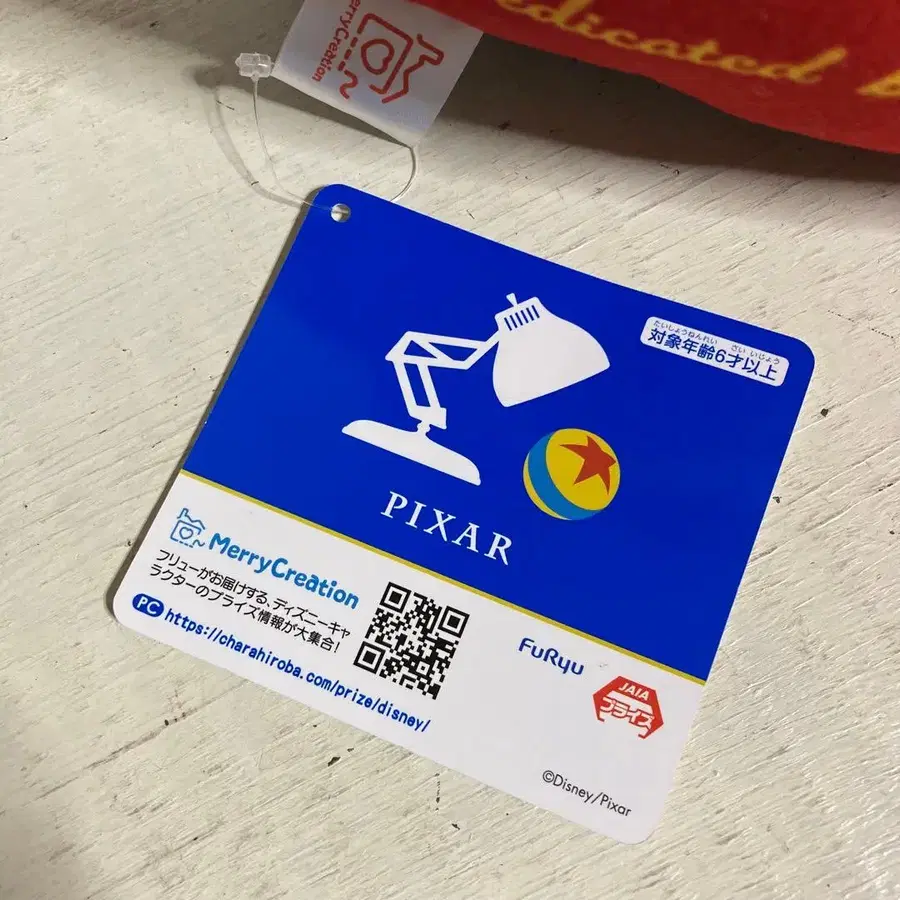 MerryCreation
edicated
たいしょうねんれい さい いじょう
対象年齢6才以上
PIXAR
MerryCreation
フリューがお届けする、ディズニーキャ
ラクターのプライズ情報が大集合!
PC https://charahiroba.com/prize/disney/
FuRyu
JAIA
プライズ
©Disney/Pixar